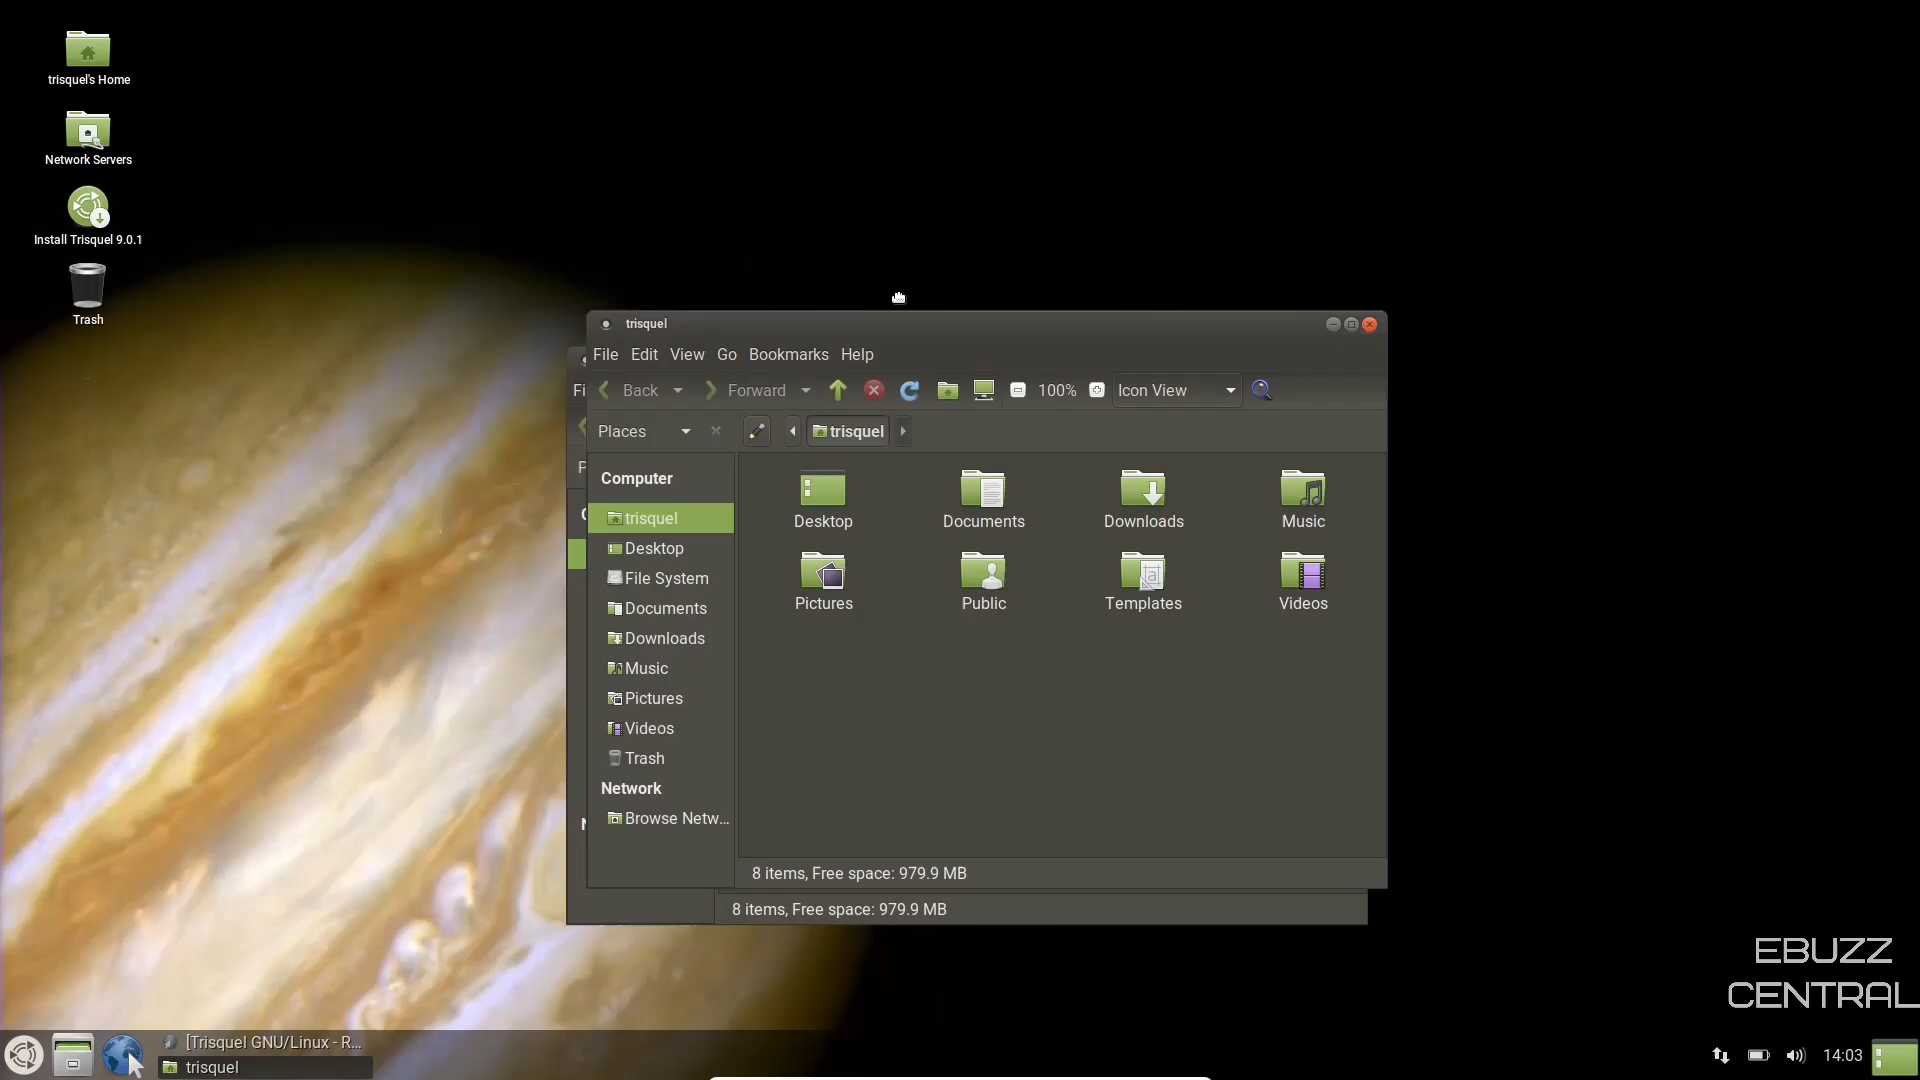 trisquel's Home
Network Servers
Install Trisquel 9.0.1
Trash
trisquel
File Edit View Go Bookmarks Help
Back Forward 100% Icon View
Places trisquel
Computer
trisquel
Desktop
File System
Documents
Downloads
Music
Pictures
Videos
Trash
Network
Browse Netw...
Desktop Documents Downloads Music
Pictures Public Templates Videos
8 items, Free space: 979.9 MB
8 items, Free space: 979.9 MB
EBUZZ
CENTRAL
[Trisquel GNU/Linux - R...
trisquel
14:03